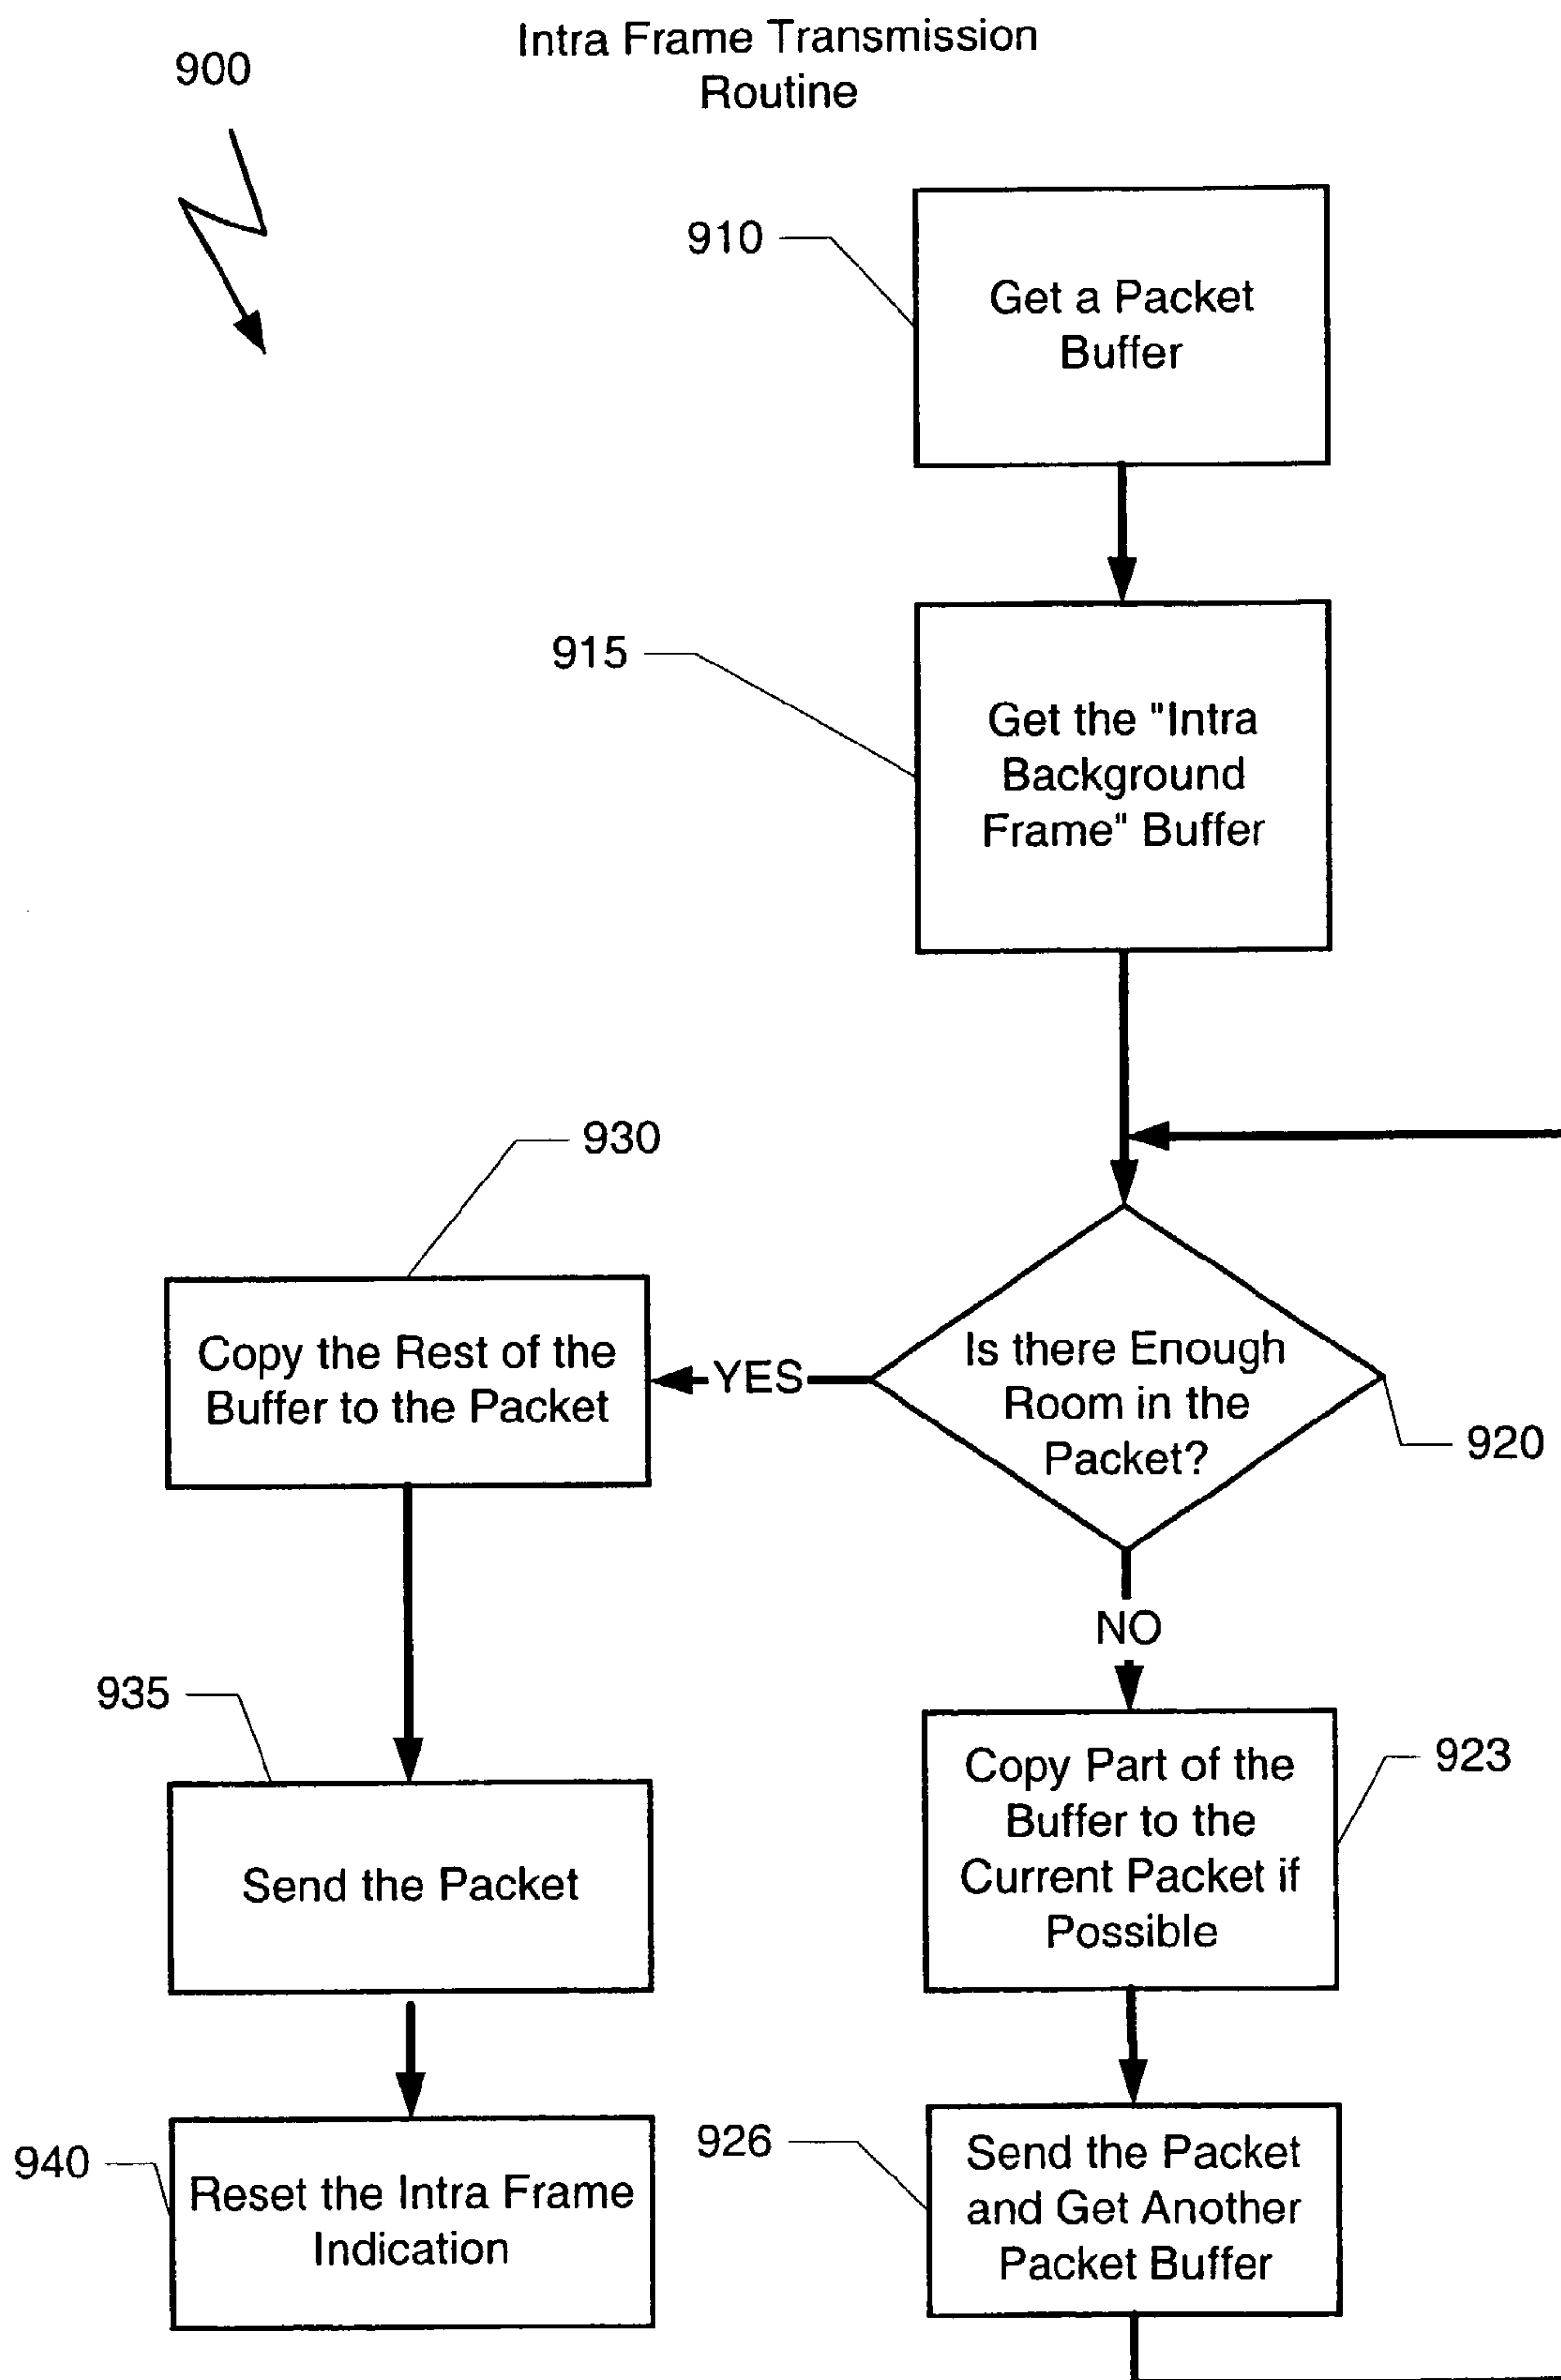 Intra Frame Transmission
Routine
900
910
Get a Packet
Buffer
915
Get the "Intra
Background
Frame" Buffer
930
Copy the Rest of the
Buffer to the Packet
YES
Is there Enough
Room in the
Packet?
920
NO
935
Send the Packet
Copy Part of the
Buffer to the
Current Packet if
Possible
923
940
Reset the Intra Frame
Indication
926
Send the Packet
and Get Another
Packet Buffer